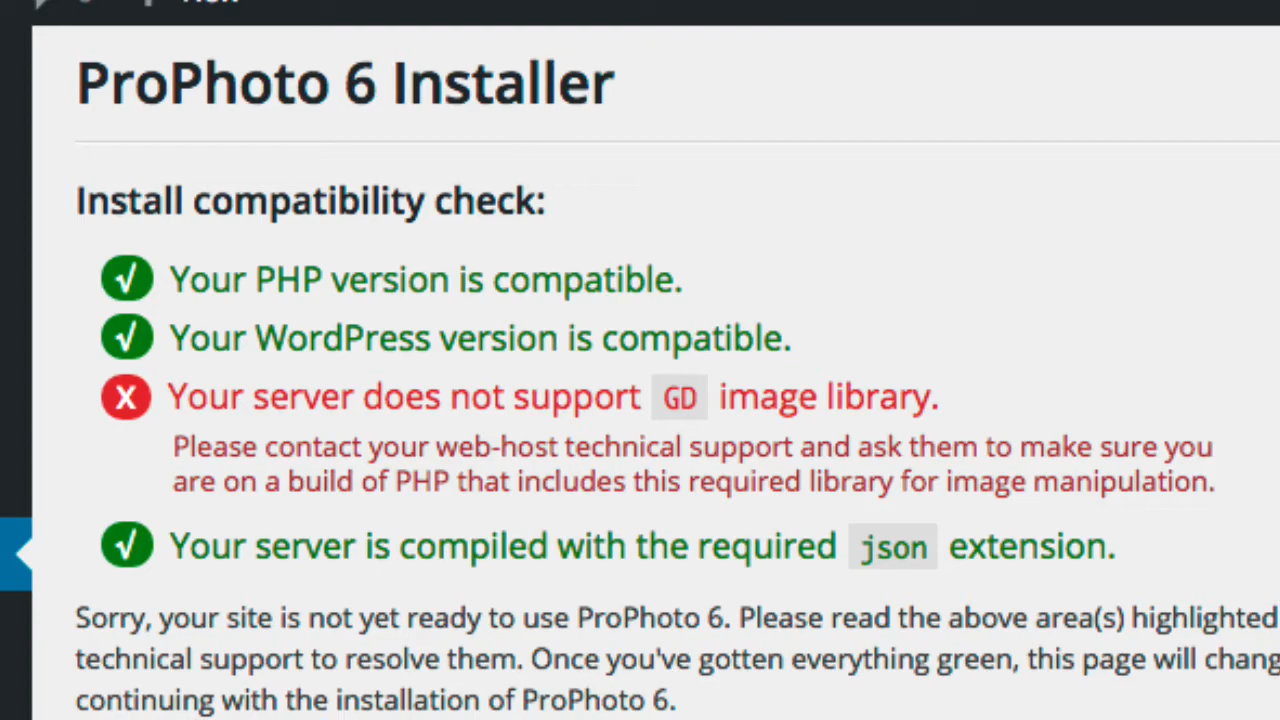 ProPhoto 6 Installer
Install compatibility check:
√ Your PHP version is compatible.
√ Your WordPress version is compatible.
X Your server does not support GD image library.
Please contact your web-host technical support and ask them to make sure you
are on a build of PHP that includes this required library for image manipulation.
√ Your server is compiled with the required json extension.
Sorry, your site is not yet ready to use ProPhoto 6. Please read the above area(s) highlighted
technical support to resolve them. Once you've gotten everything green, this page will chang
continuing with the installation of ProPhoto 6.